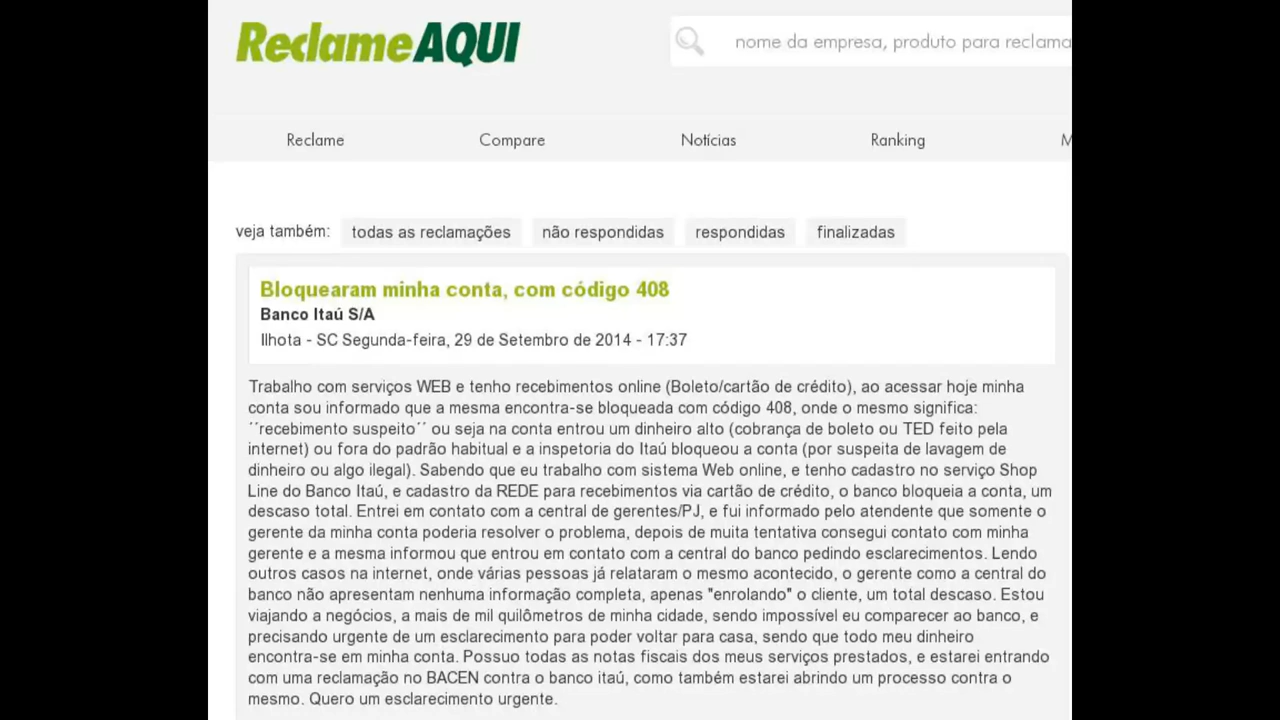 ReclameAQUI
nome da empresa, produto para reclama
Reclame Compare Notícias Ranking M
veja também: todas as reclamações não respondidas respondidas finalizadas
Bloquearam minha conta, com código 408
Banco Itaú S/A
Ilhota - SC Segunda-feira, 29 de Setembro de 2014 - 17:37
Trabalho com serviços WEB e tenho recebimentos online (Boleto/cartão de crédito), ao acessar hoje minha
conta sou informado que a mesma encontra-se bloqueada com código 408, onde o mesmo significa:
´´recebimento suspeito´´ ou seja na conta entrou um dinheiro alto (cobrança de boleto ou TED feito pela
internet) ou fora do padrão habitual e a inspetoria do Itaú bloqueou a conta (por suspeita de lavagem de
dinheiro ou algo ilegal). Sabendo que eu trabalho com sistema Web online, e tenho cadastro no serviço Shop
Line do Banco Itaú, e cadastro da REDE para recebimentos via cartão de crédito, o banco bloqueia a conta, um
descaso total. Entrei em contato com a central de gerentes/PJ, e fui informado pelo atendente que somente o
gerente da minha conta poderia resolver o problema, depois de muita tentativa consegui contato com minha
gerente e a mesma informou que entrou em contato com a central do banco pedindo esclarecimentos. Lendo
outros casos na internet, onde várias pessoas já relataram o mesmo acontecido, o gerente como a central do
banco não apresentam nenhuma informação completa, apenas "enrolando" o cliente, um total descaso. Estou
viajando a negócios, a mais de mil quilômetros de minha cidade, sendo impossível eu comparecer ao banco, e
precisando urgente de um esclarecimento para poder voltar para casa, sendo que todo meu dinheiro
encontra-se em minha conta. Possuo todas as notas fiscais dos meus serviços prestados, e estarei entrando
com uma reclamação no BACEN contra o banco itaú, como também estarei abrindo um processo contra o
mesmo. Quero um esclarecimento urgente.